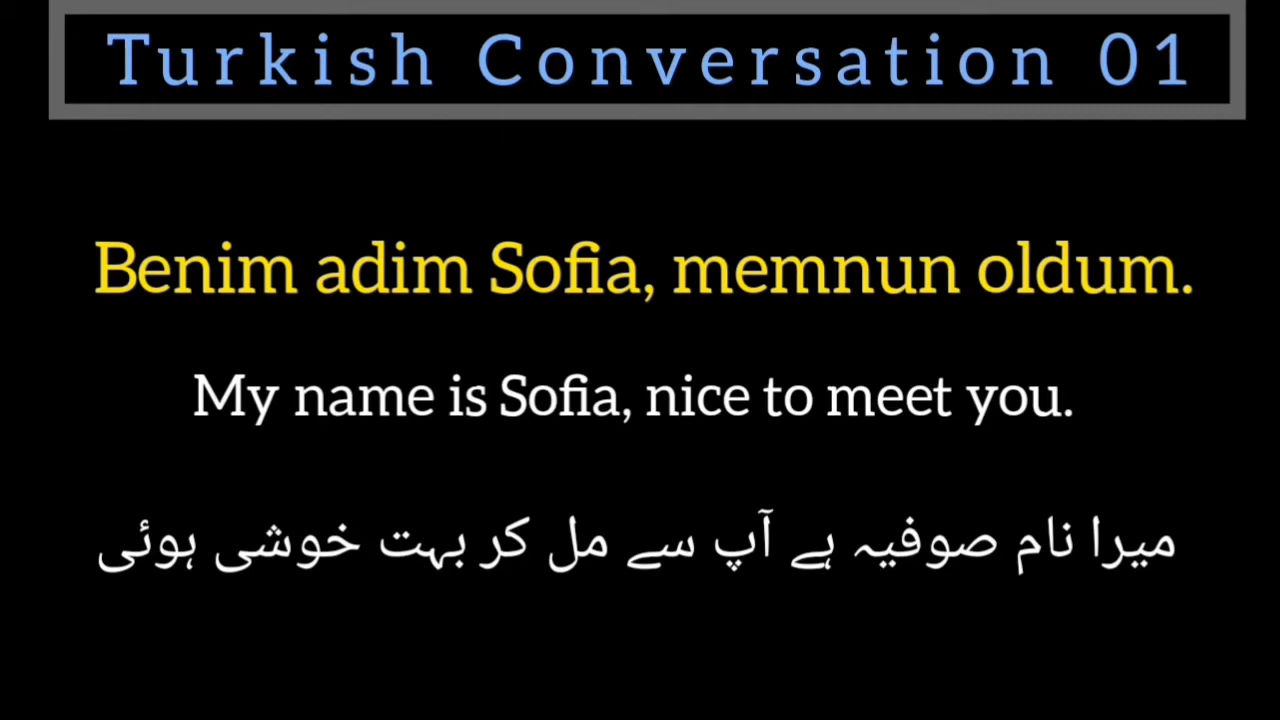 Turkish Conversation 01
Benim adim Sofia, memnun oldum.
My name is Sofia, nice to meet you.
میرا نام صوفیہ ہے آپ سے مل کر بہت خوشی ہوئی